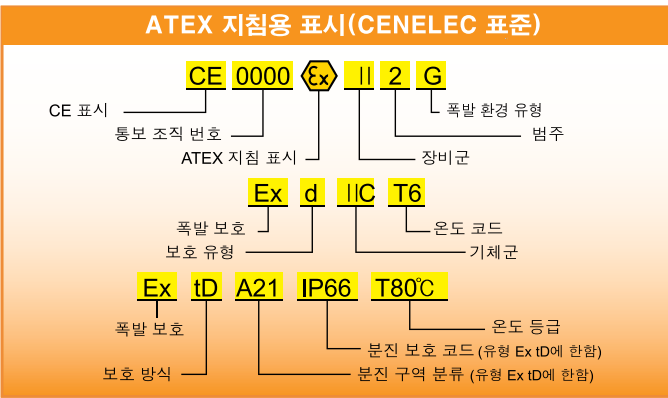 ATEX 지침용 표시(CENELEC 표준)
CE 0000 Ex II 2 G
CE 표시
폭발 환경 유형
통보 조직 번호
범주
ATEX 지침 표시
장비군
Ex d IIC T6
폭발 보호
온도 코드
보호 유형
기체군
Ex tD A21 IP66 T80℃
폭발 보호
온도 등급
분진 보호 코드 (유형 Ex tD에 한함)
보호 방식
분진 구역 분류 (유형 Ex tD에 한함)